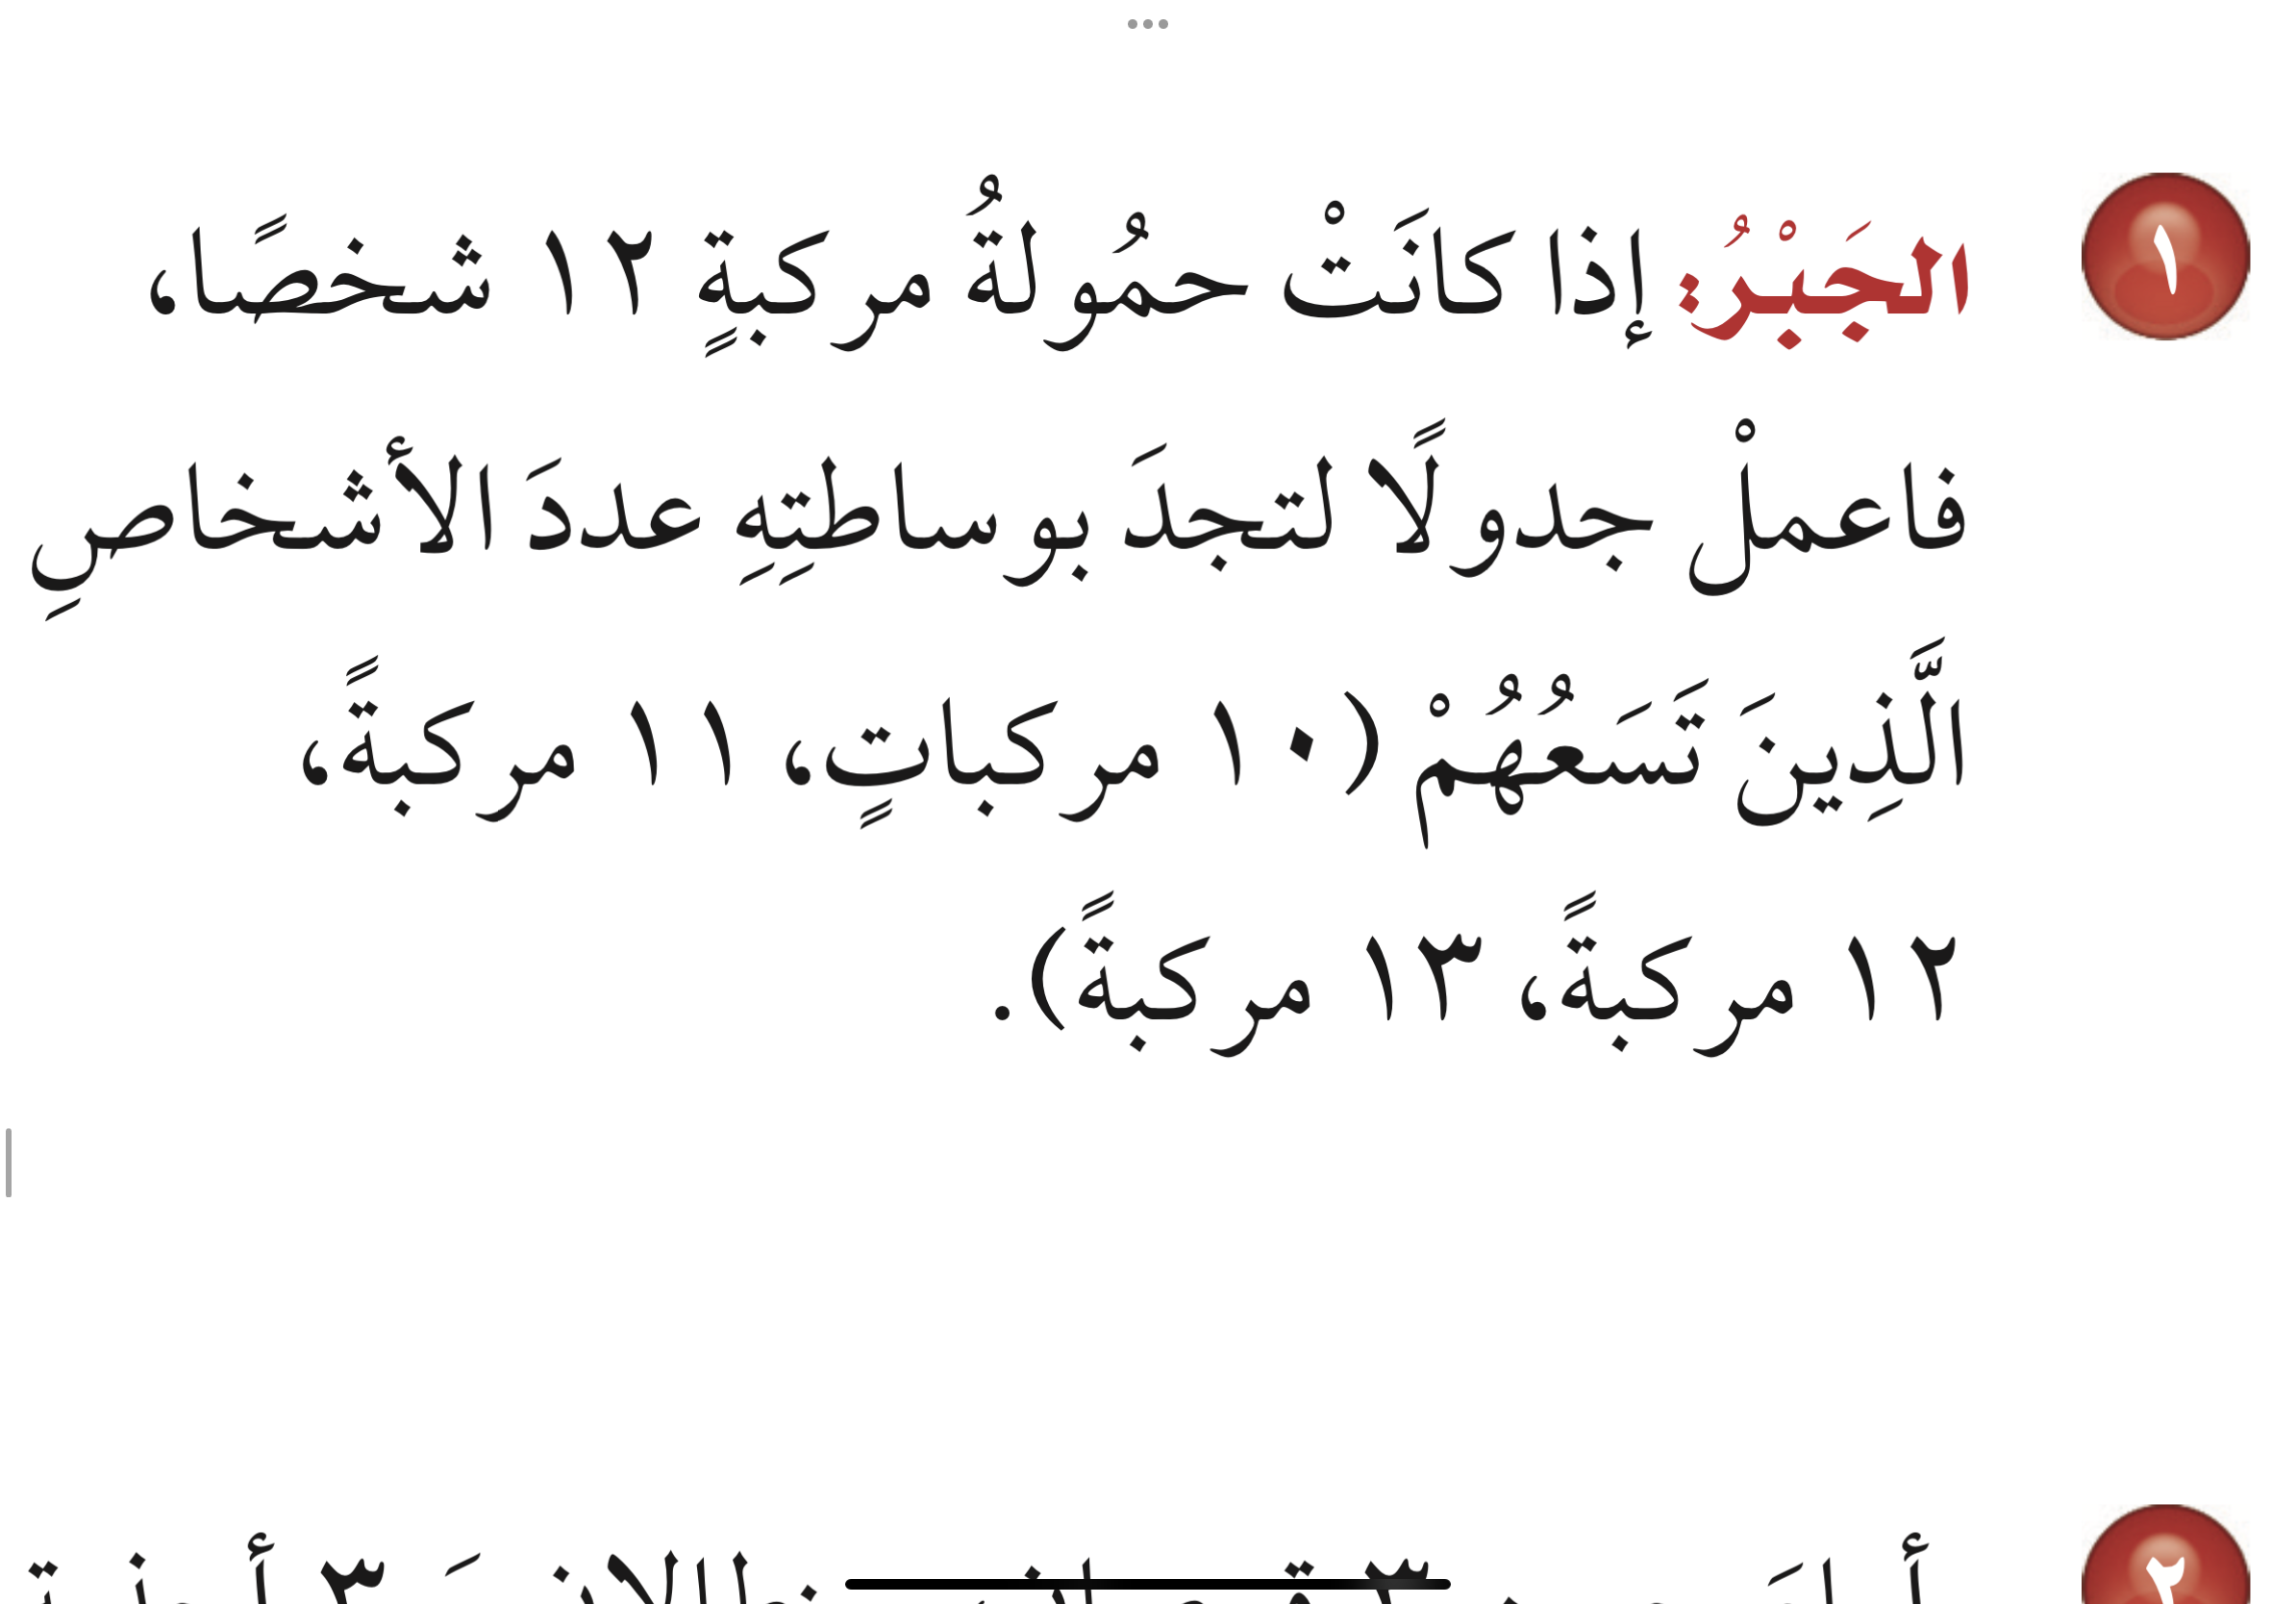 ١
الجَبْرُ: إذا كانَتْ حمُولةُ مركبةٍ ١٢ شخصًا،
فاعملْ جدولًا لتجدَ بوساطتِهِ عددَ الأشخاصِ
الَّذِينَ تَسَعُهُمْ (١٠ مركباتٍ، ١١ مركبةً،
١٢ مركبةً، ١٣ مركبةً).
٢